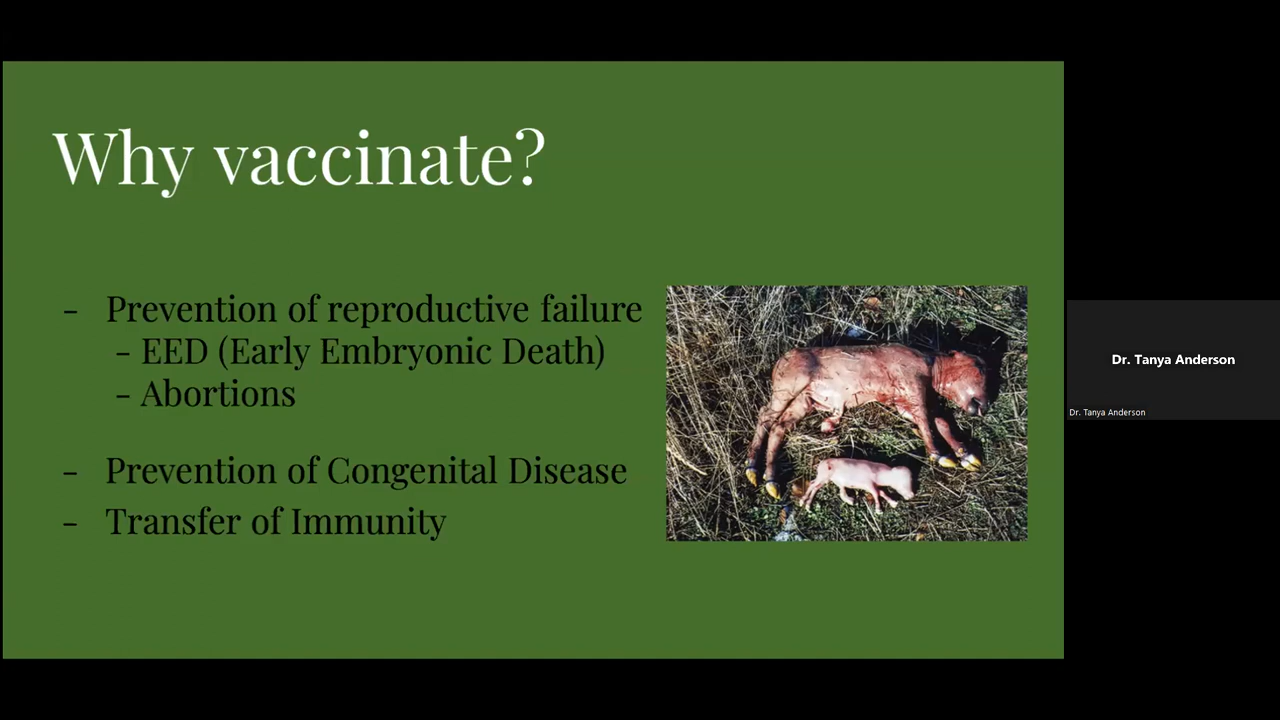 Why vaccinate?
- Prevention of reproductive failure
- EED (Early Embryonic Death)
- Abortions
- Prevention of Congenital Disease
- Transfer of Immunity
Dr. Tanya Anderson
Dr. Tanya Anderson